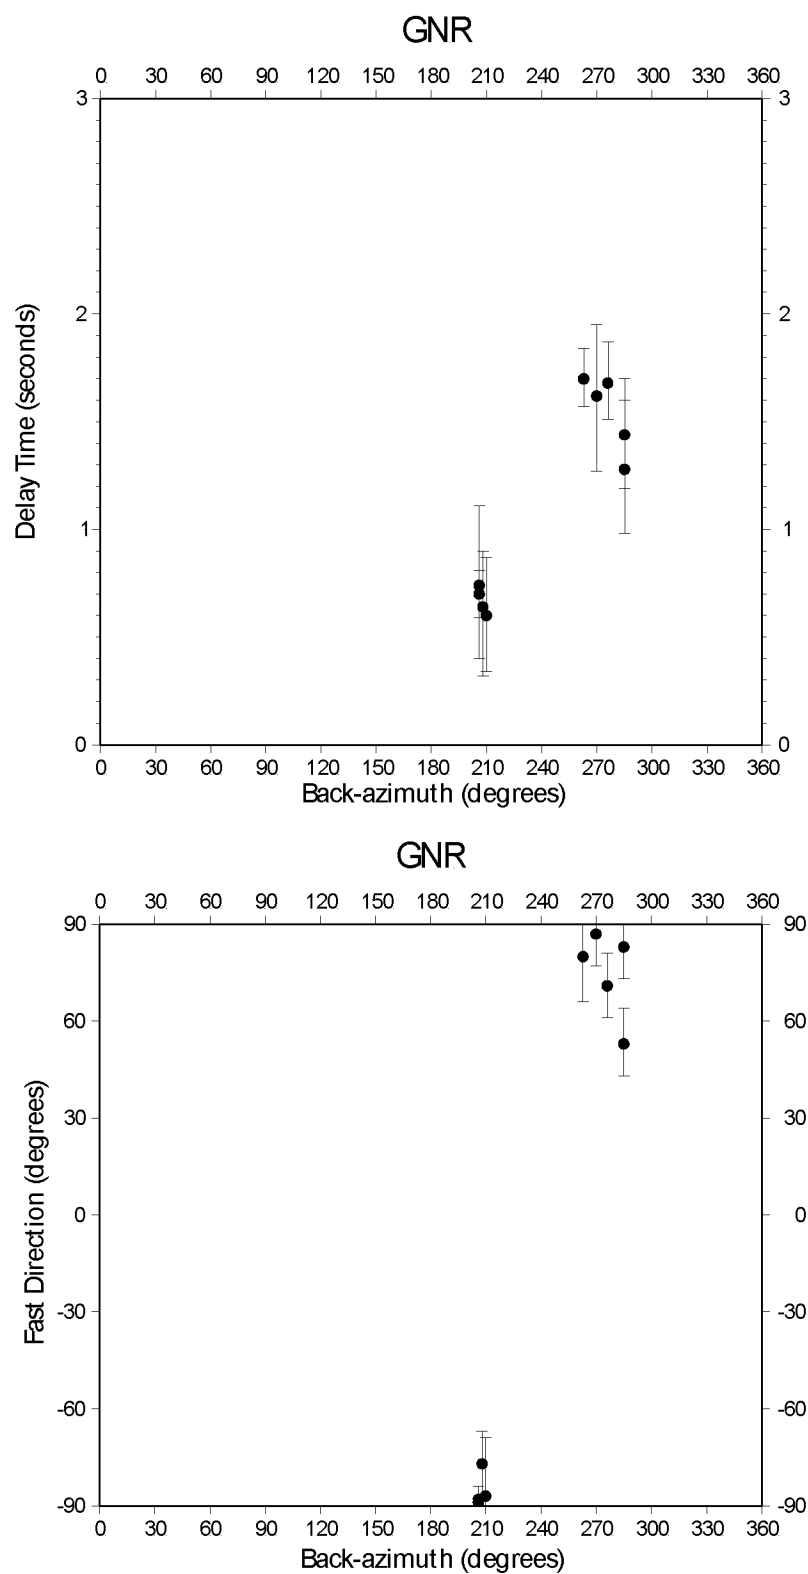 GNR
0 30 60 90 120 150 180 210 240 270 300 330 360
3 3
2 2
Delay Time (seconds)
1 1
0 0
0 30 60 90 120 150 180 210 240 270 300 330 360
Back-azimuth (degrees)
GNR
0 30 60 90 120 150 180 210 240 270 300 330 360
90 90
60 60
30 30
Fast Direction (degrees)
0 0
-30 -30
-60 -60
-90 -90
0 30 60 90 120 150 180 210 240 270 300 330 360
Back-azimuth (degrees)